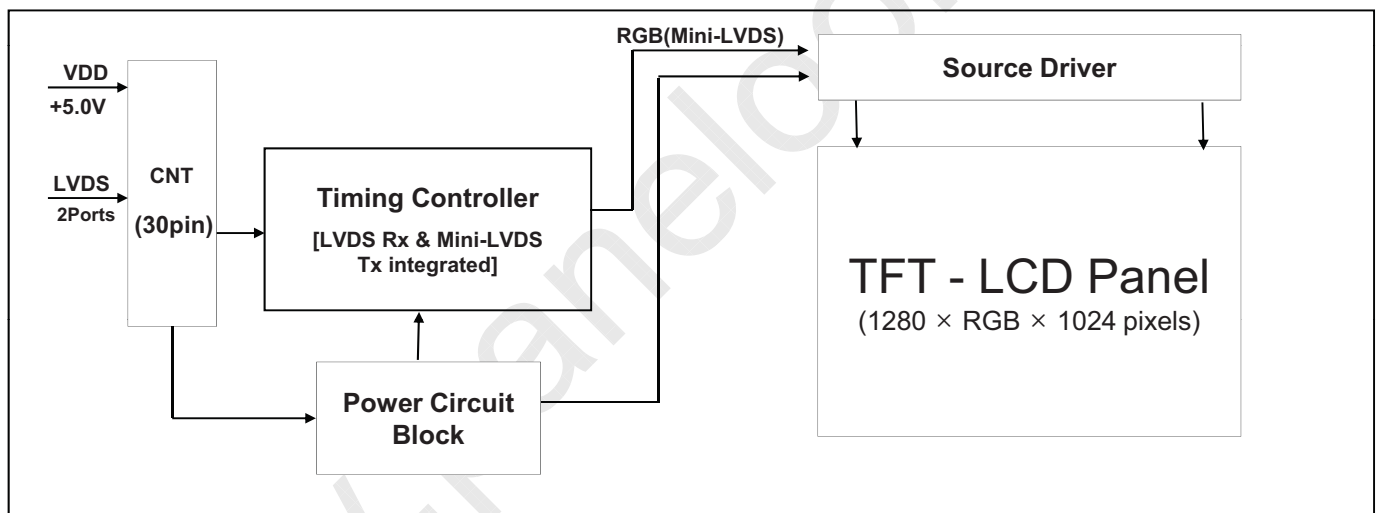 RGB(Mini-LVDS)
VDD
+5.0V
LVDS
2Ports
CNT
(30pin)
Timing Controller
[LVDS Rx & Mini-LVDS
Tx integrated]
Power Circuit
Block
Source Driver
TFT - LCD Panel
(1280 × RGB × 1024 pixels)